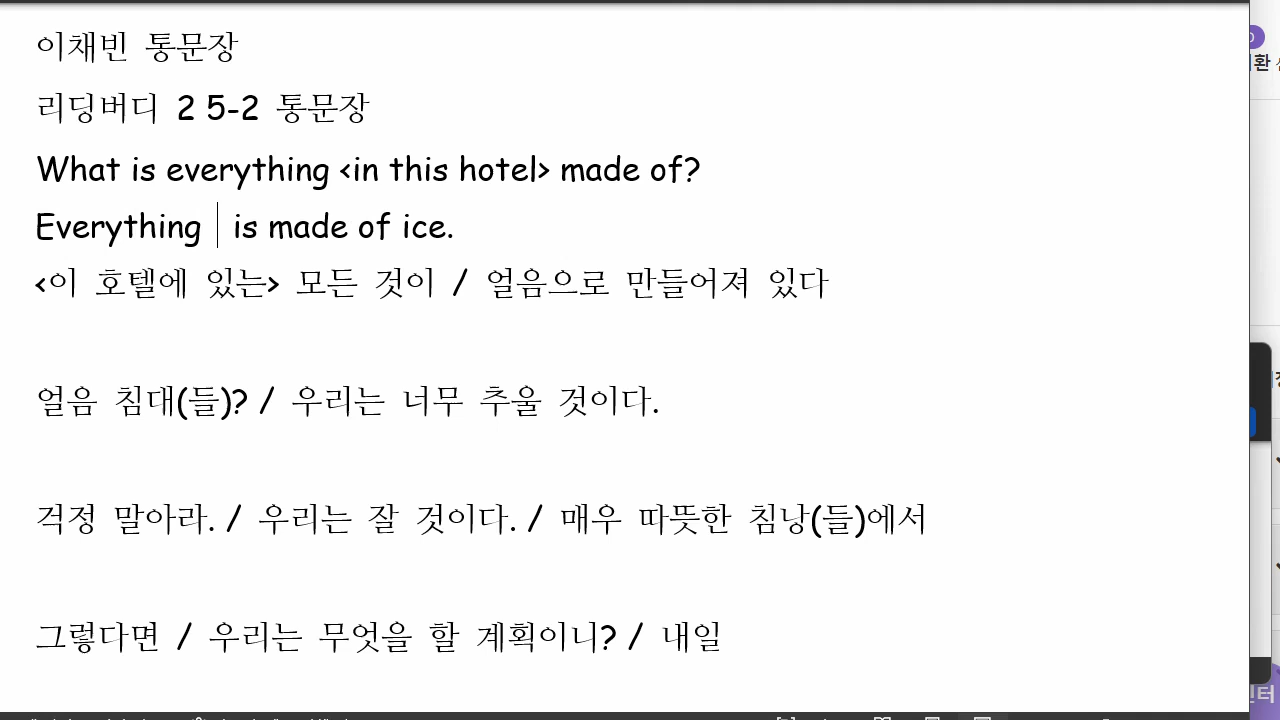 이채빈 통문장
리딩버디 2 5-2 통문장
What is everything <in this hotel> made of?
Everything is made of ice.
<이 호텔에 있는> 모든 것이 / 얼음으로 만들어져 있다
얼음 침대(들)? / 우리는 너무 추울 것이다.
걱정 말아라. / 우리는 잘 것이다. / 매우 따뜻한 침낭(들)에서
그렇다면 / 우리는 무엇을 할 계획이니? / 내일